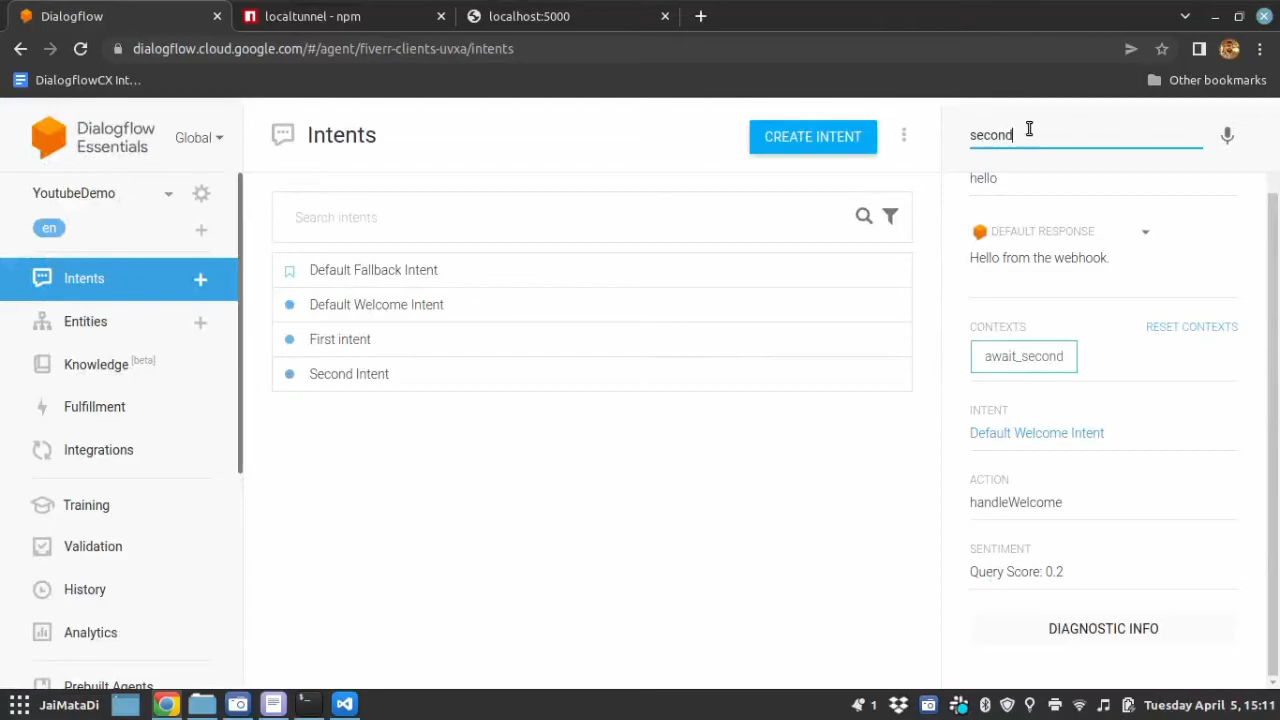 Dialogflow
localtunnel - npm
localhost:5000
dialogflow.cloud.google.com/#/agent/fiverr-clients-uvxa/intents
DialogflowCX Int...
Other bookmarks
Dialogflow
Essentials
Global
Intents
CREATE INTENT
second
YoutubeDemo
en
Search intents
hello
DEFAULT RESPONSE
Hello from the webhook.
Intents
Entities
Knowledge [beta]
Fulfillment
Integrations
Training
Validation
History
Analytics
Prebuilt Agents
Default Fallback Intent
Default Welcome Intent
First intent
Second Intent
CONTEXTS
RESET CONTEXTS
await_second
INTENT
Default Welcome Intent
ACTION
handleWelcome
SENTIMENT
Query Score: 0.2
DIAGNOSTIC INFO
JaiMataDi
1
Tuesday April 5, 15:11